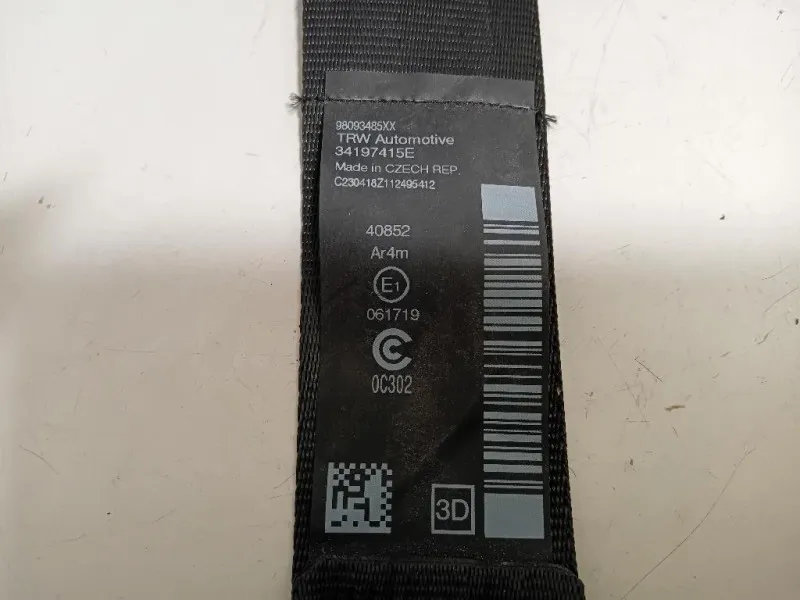 98093485XX
TRW Automotive
34197415E
Made in CZECH REP.
C230418Z112495412
40852
Ar4m
E1
061719
0C302
3D